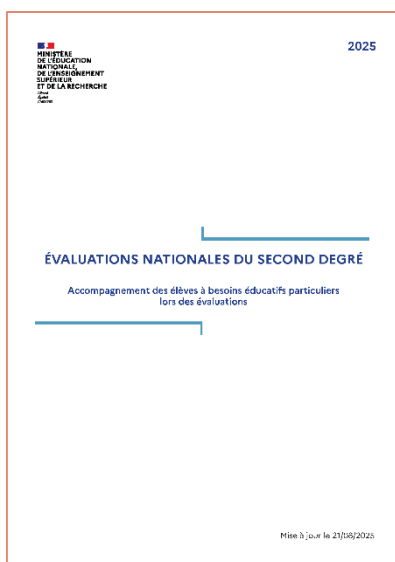 2025
MINISTÈRE
DE L'ÉDUCATION
NATIONALE,
DE L'ENSEIGNEMENT
SUPÉRIEUR
ET DE LA RECHERCHE
ÉVALUATIONS NATIONALES DU SECOND DEGRÉ
Accompagnement des élèves à besoins éducatifs particuliers
lors des évaluations
Mise à jour le 21/08/2025